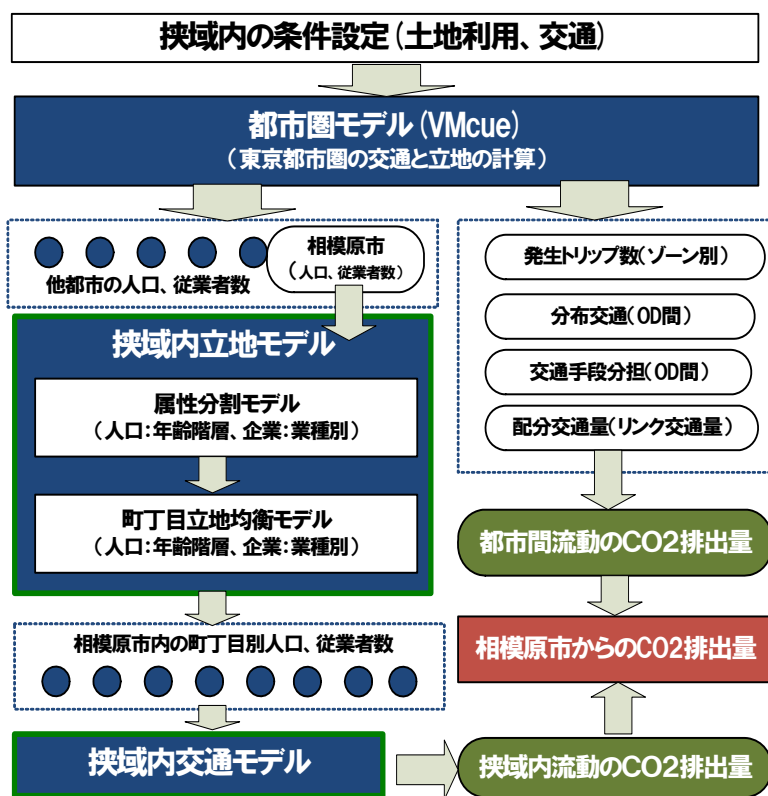 挟域内の条件設定(土地利用、交通)
都市圏モデル(VMcue)
(東京都市圏の交通と立地の計算)
相模原市
(人口、従業者数)
他都市の人口、従業者数
挟域内立地モデル
属性分割モデル
(人口:年齢階層、企業:業種別)
町丁目立地均衡モデル
(人口:年齢階層、企業:業種別)
相模原市内の町丁目別人口、従業者数
挟域内交通モデル
発生トリップ数(ゾーン別)
分布交通(OD間)
交通手段分担(OD間)
配分交通量(リンク交通量)
都市間流動のCO2排出量
相模原市からのCO2排出量
挟域内流動のCO2排出量